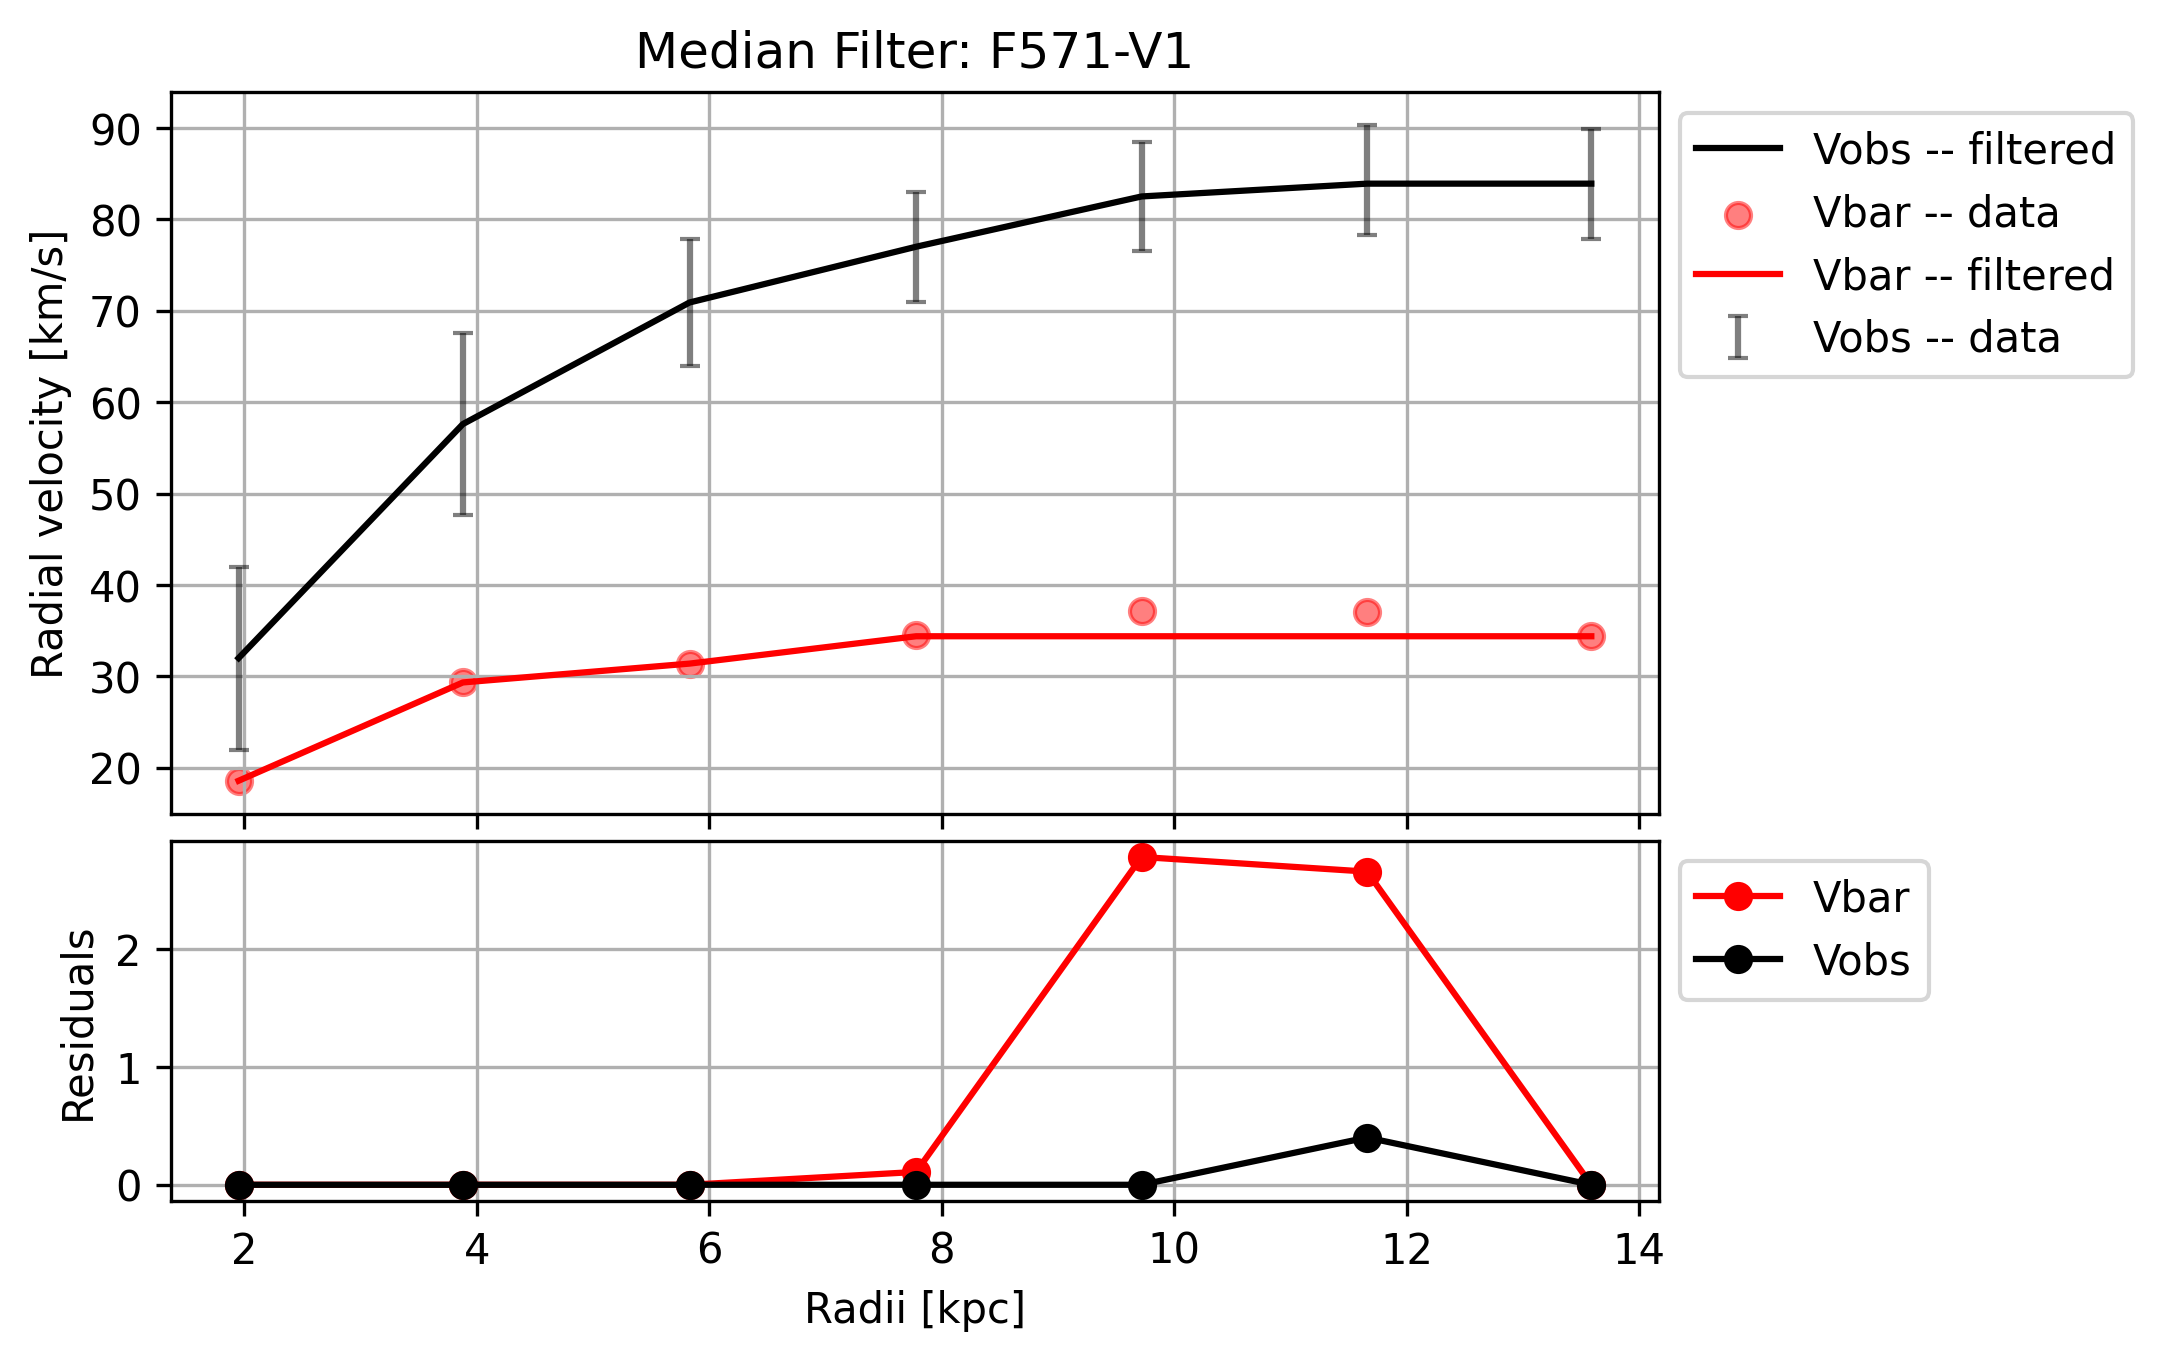 Median Filter: F571-V1
90
80
70
60
50
40
30
20
Radial velocity [km/s]
Vobs -- filtered
Vbar -- data
Vbar -- filtered
Vobs -- data
2
1
0
Residuals
Vbar
Vobs
2 4 6 8 10 12 14
Radii [kpc]